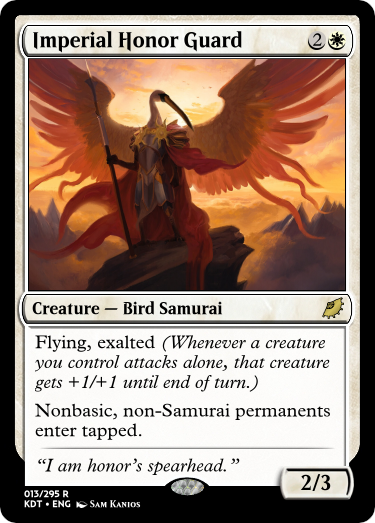 Imperial Honor Guard 2
Creature — Bird Samurai
Flying, exalted (Whenever a creature
you control attacks alone, that creature
gets +1/+1 until end of turn.)
Nonbasic, non-Samurai permanents
enter tapped.
“I am honor’s spearhead.”
2/3
013/295 R
KDT • ENG Sam Kanios